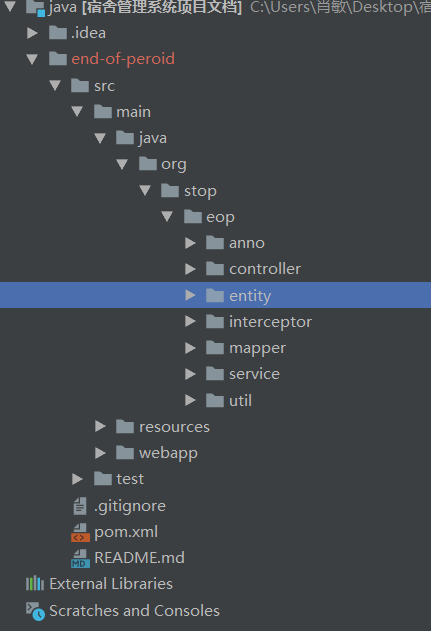 java [宿舍管理系统项目文档] C:\Users\肖敏\Desktop\宿
.idea
end-of-peroid
src
main
java
org
stop
eop
anno
controller
entity
interceptor
mapper
service
util
resources
webapp
test
.gitignore
pom.xml
README.md
External Libraries
Scratches and Consoles